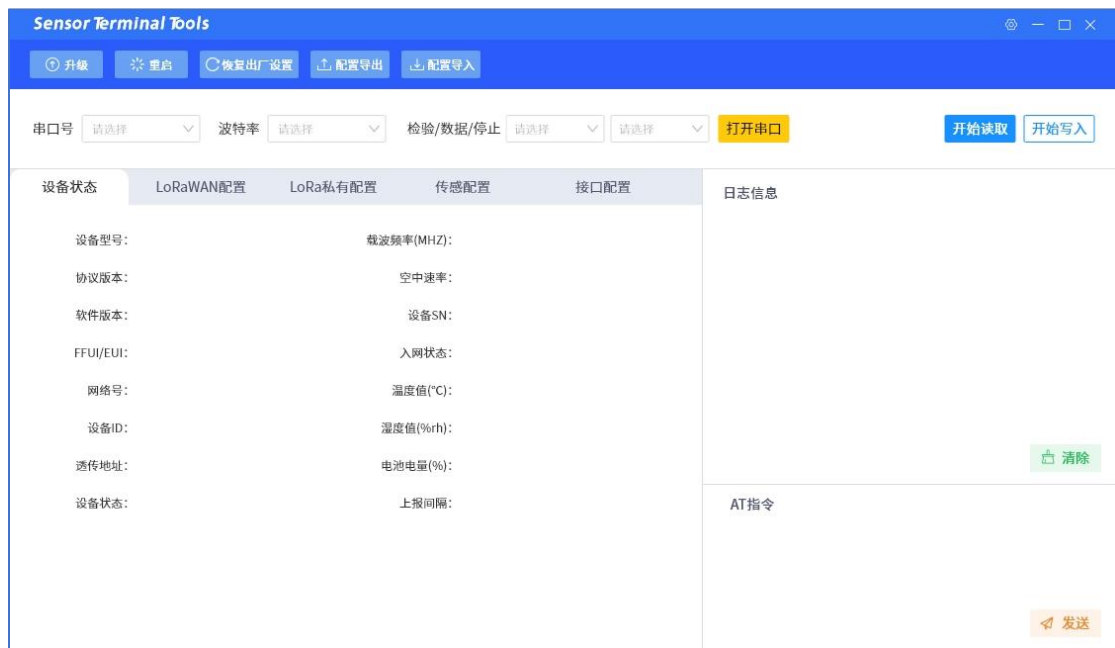 Sensor Terminal Tools
升级 重启 恢复出厂设置 配置导出 配置导入
串口号 请选择 波特率 请选择 检验/数据/停止 请选择 请选择 打开串口 开始读取 开始写入
设备状态 LoRaWAN配置 LoRa私有配置 传感配置 接口配置
日志信息
设备型号: 载波频率(MHZ):
协议版本: 空中速率:
软件版本: 设备SN:
FFUI/EUI: 入网状态:
网络号: 温度值(℃):
设备ID: 湿度值(%rh):
透传地址: 电池电量(%):
设备状态: 上报间隔:
清除
AT指令
发送